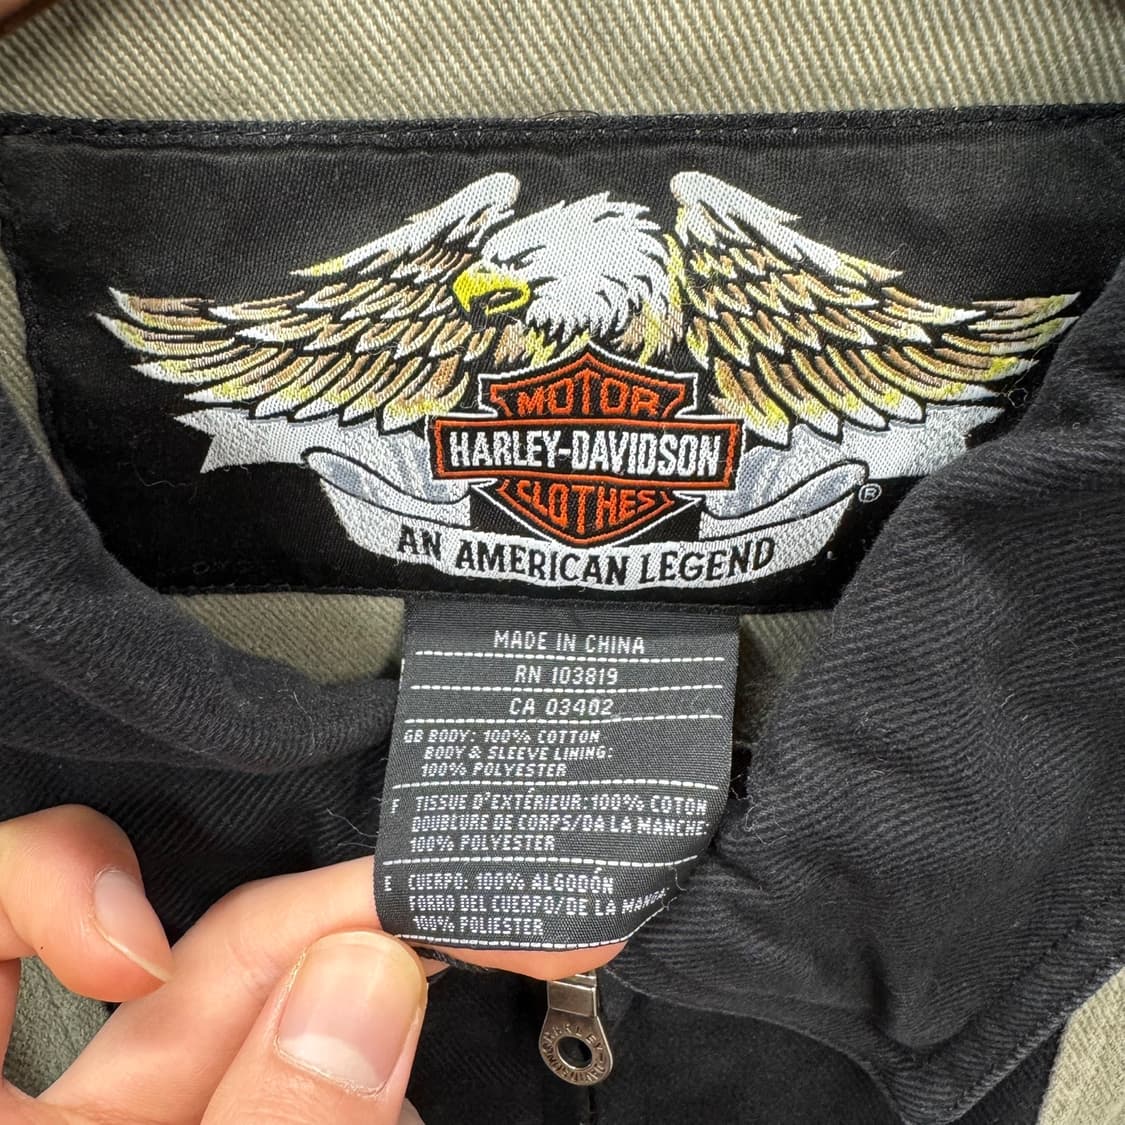 MOTOR
HARLEY-DAVIDSON
CLOTHES
®
AN AMERICAN LEGEND
MADE IN CHINA
RN 103819
CA 03402
GB BODY: 100% COTTON
BODY & SLEEVE LINING:
100% POLYESTER
F TISSUE D'EXTÉRIEUR:100% COTON
DOUBLURE DE CORPS/DA LA MANCHE
100% POLYESTER
E CUERPO: 100% ALGODÓN
FORRO DEL CUERPO/DE LA MANGA:
100% POLIESTER
HARLEY-DAVIDSON